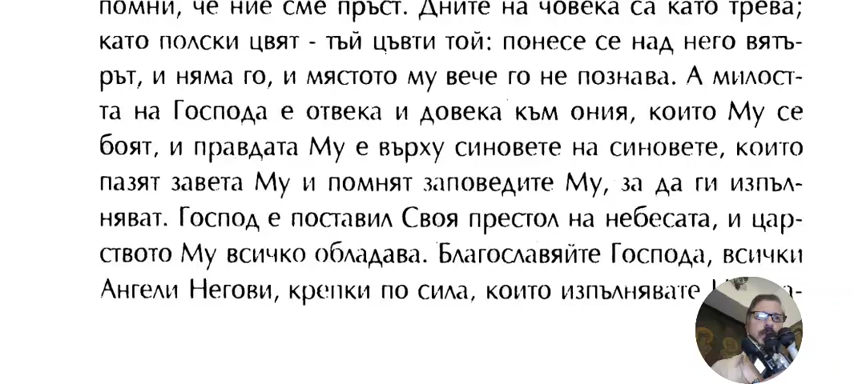 помни, че ние сме пръст. Дните на човека са като трева;
като полски цвят - тъй цъвти той: понесе се над него вятъ-
рът, и няма го, и мястото му вече го не познава. А милост-
та на Господа е отвека и довека към ония, които Му се
боят, и правдата Му е върху синовете на синовете, които
пазят завета Му и помнят заповедите Му, за да ги изпъл-
няват. Господ е поставил Своя престол на небесата, и цар-
ството Му всичко обладава. Благославяйте Господа, всички
Ангели Негови, крепки по сила, които изпълнявате